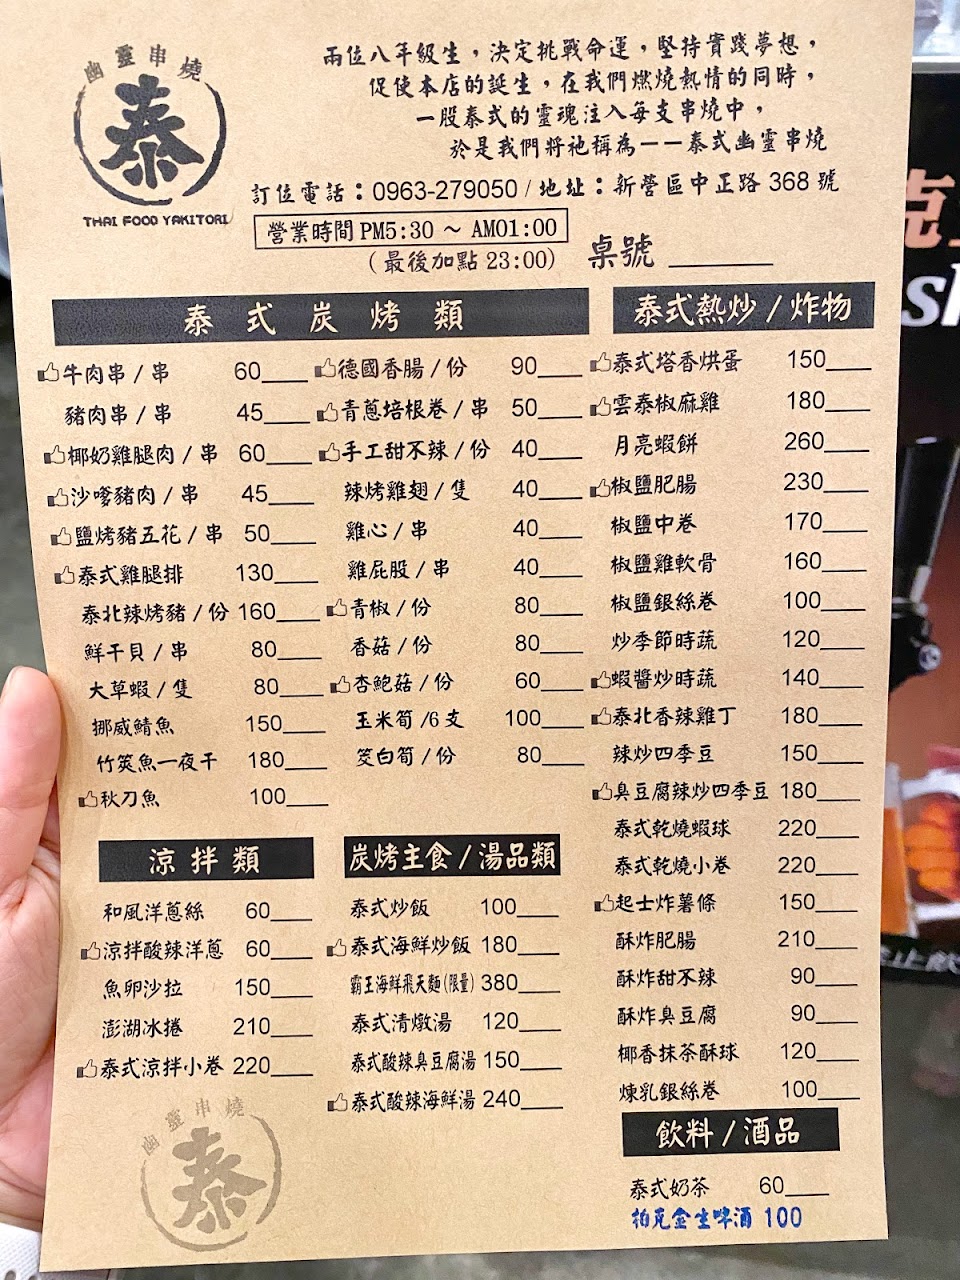 幽靈串燒
泰
THAI FOOD YAKITORI
兩位八年級生，決定挑戰命運，堅持實踐夢想，
促使本店的誕生，在我們燃燒熱情的同時，
一股泰式的靈魂注入每支串燒中，
於是我們將祂稱為──泰式幽靈串燒
訂位電話：0963-279050 / 地址：新營區中正路 368 號
營業時間 PM5:30 ～ AM01:00
（最後加點 23:00） 桌號
泰式炭烤類
牛肉串 / 串 60
豬肉串 / 串 45
椰奶雞腿肉 / 串 60
沙嗲豬肉 / 串 45
鹽烤豬五花 / 串 50
泰式雞腿排 130
泰北辣烤豬 / 份 160
鮮干貝 / 串 80
大草蝦 / 隻 80
挪威鯖魚 150
竹筴魚一夜干 180
秋刀魚 100
德國香腸 / 份 90
青蔥培根卷 / 串 50
手工甜不辣 / 份 40
辣烤雞翅 / 隻 40
雞心 / 串 40
雞屁股 / 串 40
青椒 / 份 80
香菇 / 份 80
杏鮑菇 / 份 60
玉米筍 /6 支 100
筊白筍 / 份 80
泰式熱炒 / 炸物
泰式塔香烘蛋 150
雲泰椒麻雞 180
月亮蝦餅 260
椒鹽肥腸 230
椒鹽中卷 170
椒鹽雞軟骨 160
椒鹽銀絲卷 100
炒季節時蔬 120
蝦醬炒時蔬 140
泰北香辣雞丁 180
辣炒四季豆 150
臭豆腐辣炒四季豆 180
泰式乾燒蝦球 220
泰式乾燒小卷 220
起士炸薯條 150
酥炸肥腸 210
酥炸甜不辣 90
酥炸臭豆腐 90
椰香抹茶酥球 120
煉乳銀絲卷 100
涼拌類
和風洋蔥絲 60
涼拌酸辣洋蔥 60
魚卵沙拉 150
澎湖冰捲 210
泰式涼拌小卷 220
炭烤主食 / 湯品類
泰式炒飯 100
泰式海鮮炒飯 180
霸王海鮮飛天麵(限量) 380
泰式清燉湯 120
泰式酸辣臭豆腐湯 150
泰式酸辣海鮮湯 240
飲料 / 酒品
泰式奶茶 60
柏克金生啤酒 100
幽靈串燒
泰
克
sh
止飲